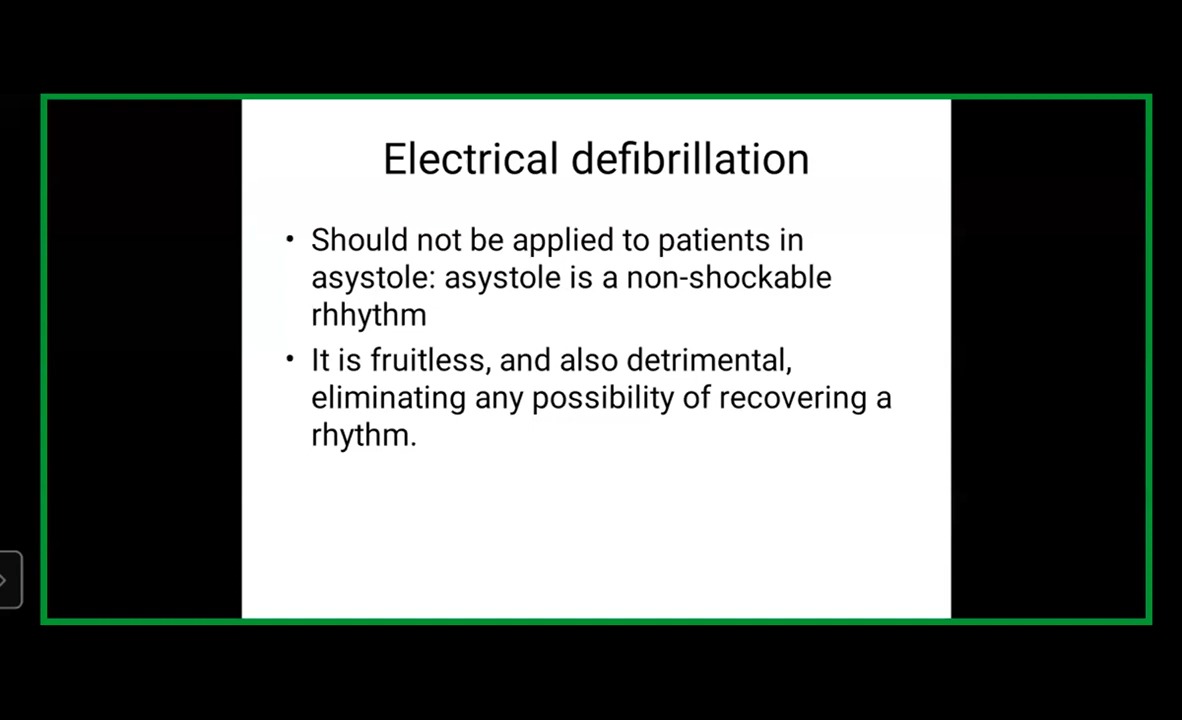 Electrical defibrillation
• Should not be applied to patients in
asystole: asystole is a non-shockable
rhhythm
• It is fruitless, and also detrimental,
eliminating any possibility of recovering a
rhythm.